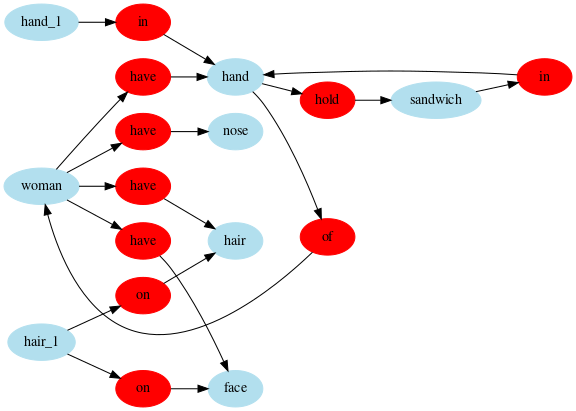 hand_1 in
have hand hold sandwich in
have nose
woman have
have hair of
on
hair_1
on face